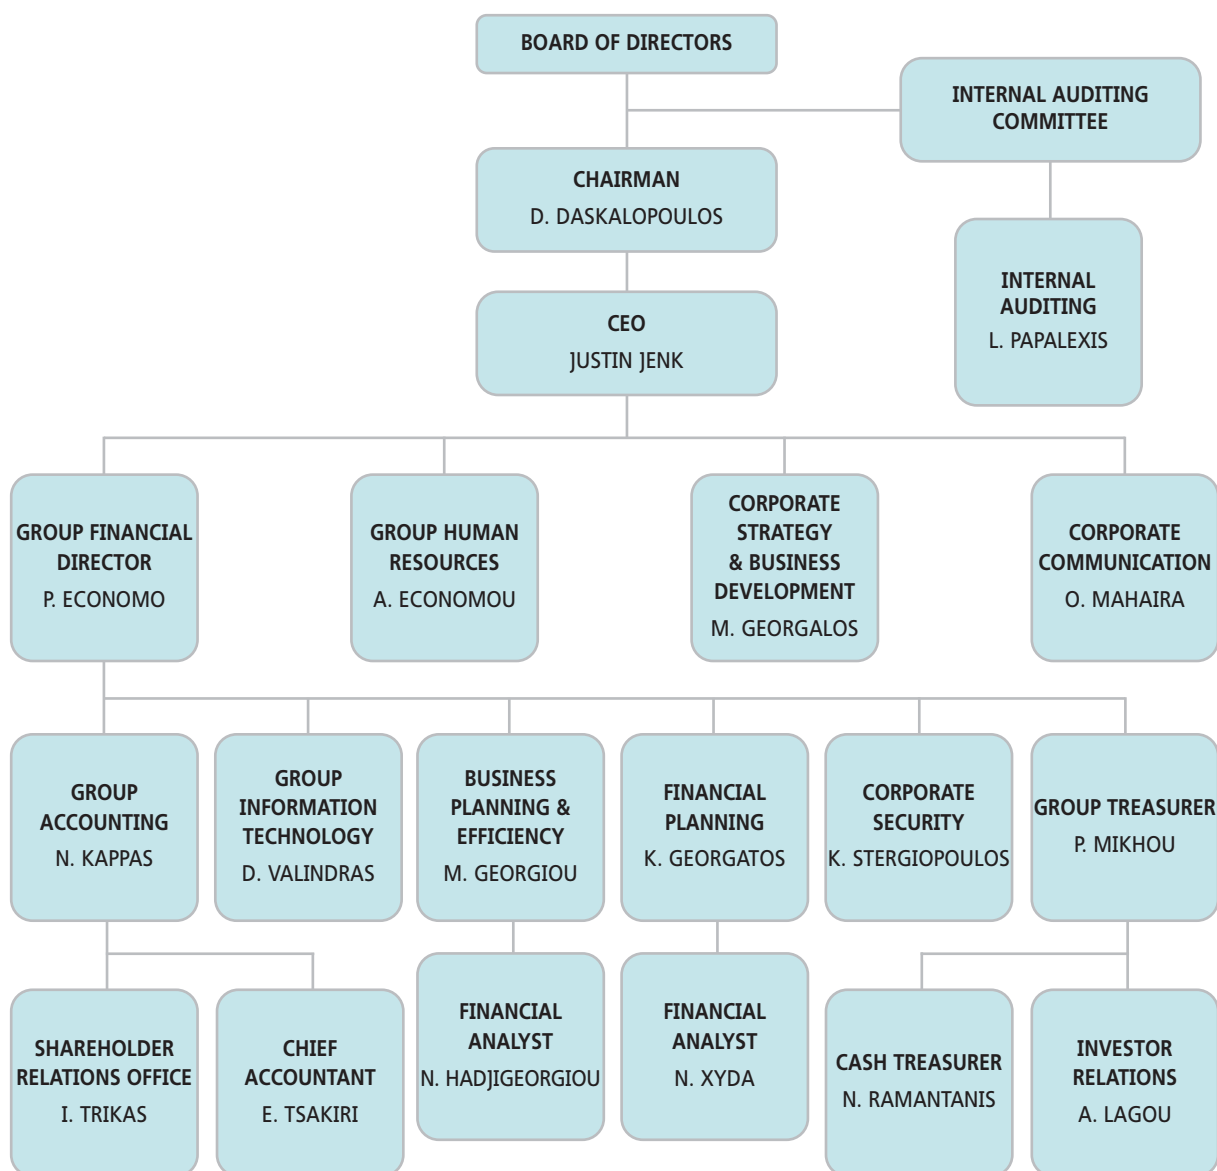 BOARD OF DIRECTORS
INTERNAL AUDITING
COMMITTEE
CHAIRMAN
D. DASKALOPOULOS
INTERNAL
AUDITING
L. PAPALEXIS
CEO
JUSTIN JENK
GROUP FINANCIAL
DIRECTOR
P. ECONOMO
GROUP HUMAN
RESOURCES
A. ECONOMOU
CORPORATE
STRATEGY
& BUSINESS
DEVELOPMENT
M. GEORGALOS
CORPORATE
COMMUNICATION
O. MAHAIRA
GROUP
ACCOUNTING
N. KAPPAS
GROUP
INFORMATION
TECHNOLOGY
D. VALINDRAS
BUSINESS
PLANNING &
EFFICIENCY
M. GEORGIOU
FINANCIAL
PLANNING
K. GEORGATOS
CORPORATE
SECURITY
K. STERGIOPOULOS
GROUP TREASURER
P. MIKHOU
SHAREHOLDER
RELATIONS OFFICE
I. TRIKAS
CHIEF
ACCOUNTANT
E. TSAKIRI
FINANCIAL
ANALYST
N. HADJIGEORGIOU
FINANCIAL
ANALYST
N. XYDA
CASH TREASURER
N. RAMANTANIS
INVESTOR
RELATIONS
A. LAGOU